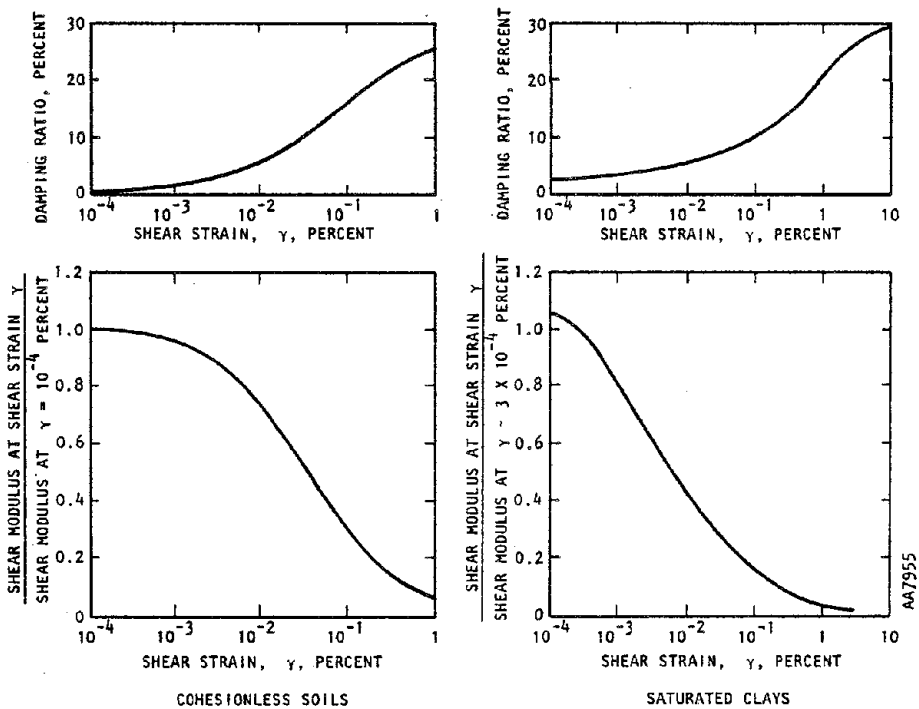 DAMPING RATIO, PERCENT
30
20
10
0
10⁻⁴ 10⁻³ 10⁻² 10⁻¹ 1
SHEAR STRAIN, γ, PERCENT
DAMPING RATIO, PERCENT
30
20
10
0
10⁻⁴ 10⁻³ 10⁻² 10⁻¹ 1 10
SHEAR STRAIN, γ, PERCENT
SHEAR MODULUS AT SHEAR STRAIN γ
SHEAR MODULUS AT γ = 10⁻⁴ PERCENT
1.2
1.0
0.8
0.6
0.4
0.2
0
10⁻⁴ 10⁻³ 10⁻² 10⁻¹ 1
SHEAR STRAIN, γ, PERCENT
COHESIONLESS SOILS
SHEAR MODULUS AT SHEAR STRAIN γ
SHEAR MODULUS AT γ ~ 3 X 10⁻⁴ PERCENT
1.2
1.0
0.8
0.6
0.4
0.2
0
10⁻⁴ 10⁻³ 10⁻² 10⁻¹ 1 10
SHEAR STRAIN, γ, PERCENT
SATURATED CLAYS
AA7955